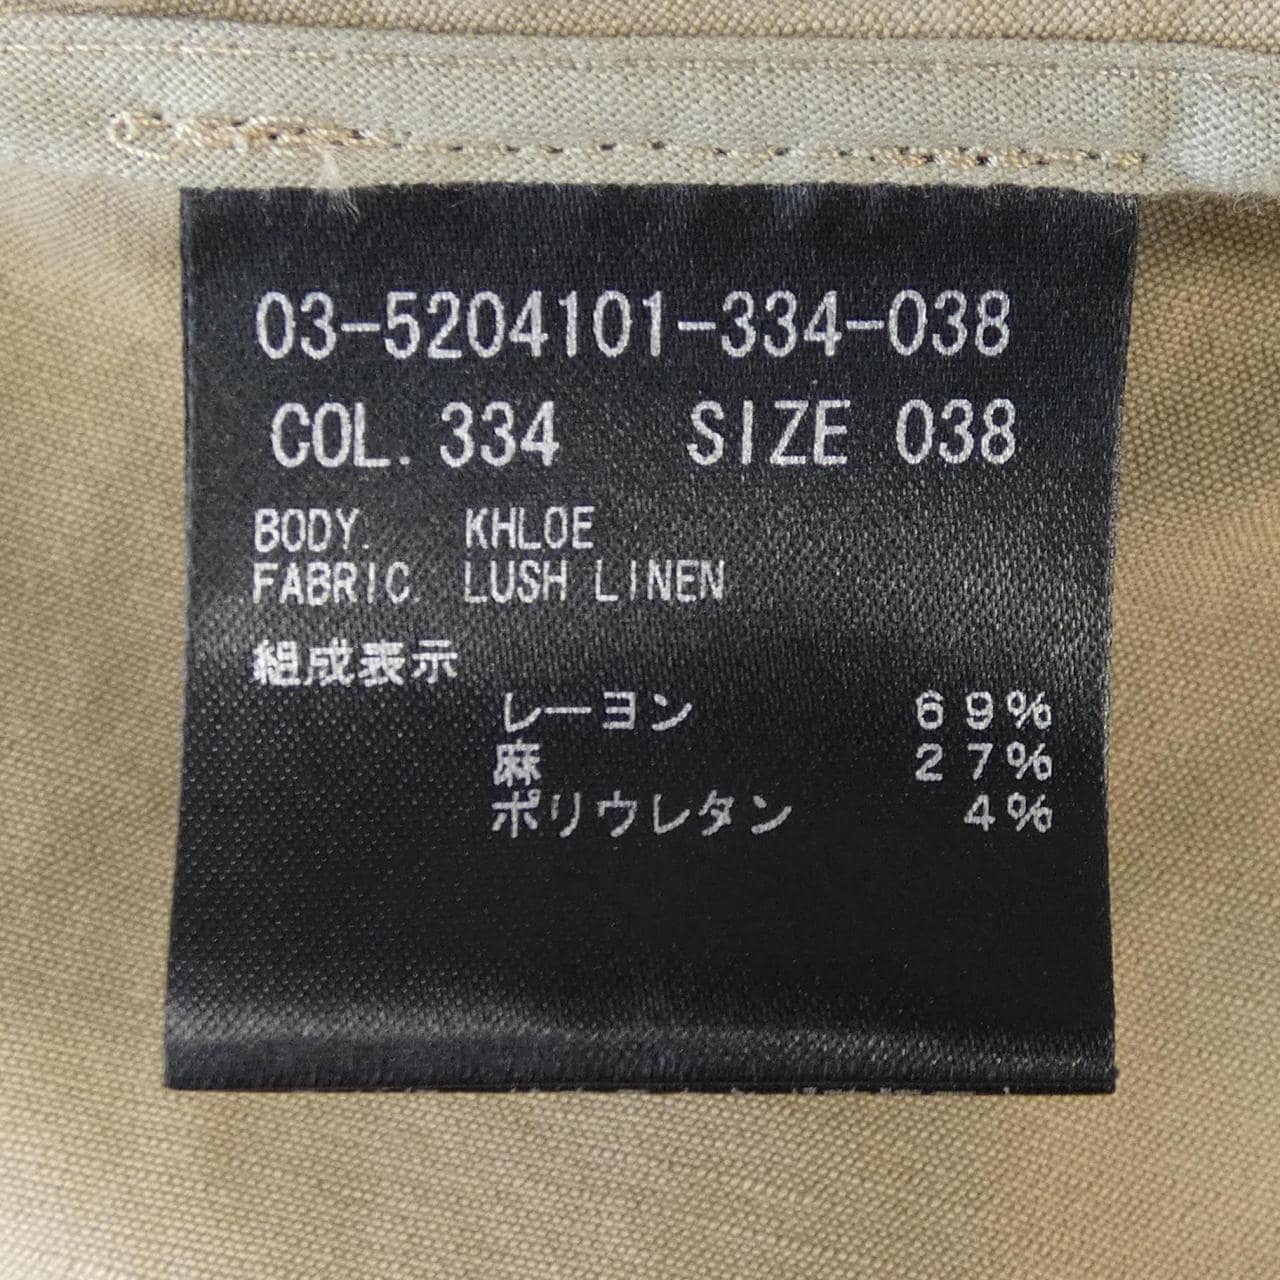 03-5204101-334-038
COL. 334 SIZE 038
BODY. KHLOE
FABRIC LUSH LINEN
組成表示
レーヨン 69%
麻 27%
ポリウレタン 4%